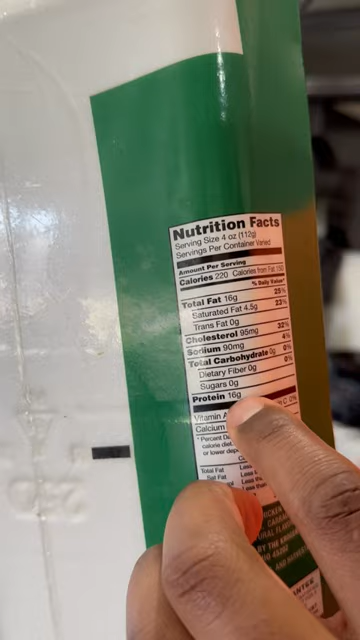 Nutrition Facts
Serving Size 4 oz (112g)
Servings Per Container Varied
Amount Per Serving
Calories 220 Calories from Fat 150
% Daily Value*
Total Fat 16g 25%
Saturated Fat 4.5g 23%
Trans Fat 0g
Cholesterol 95mg 32%
Sodium 90mg 4%
Total Carbohydrate 0g 0%
Dietary Fiber 0g 0%
Sugars 0g
Protein 16g
Vitamin A C 0%
Calcium
* Percent D
or lower dep
Total Fat Less
Sat Fat Less
BY THE